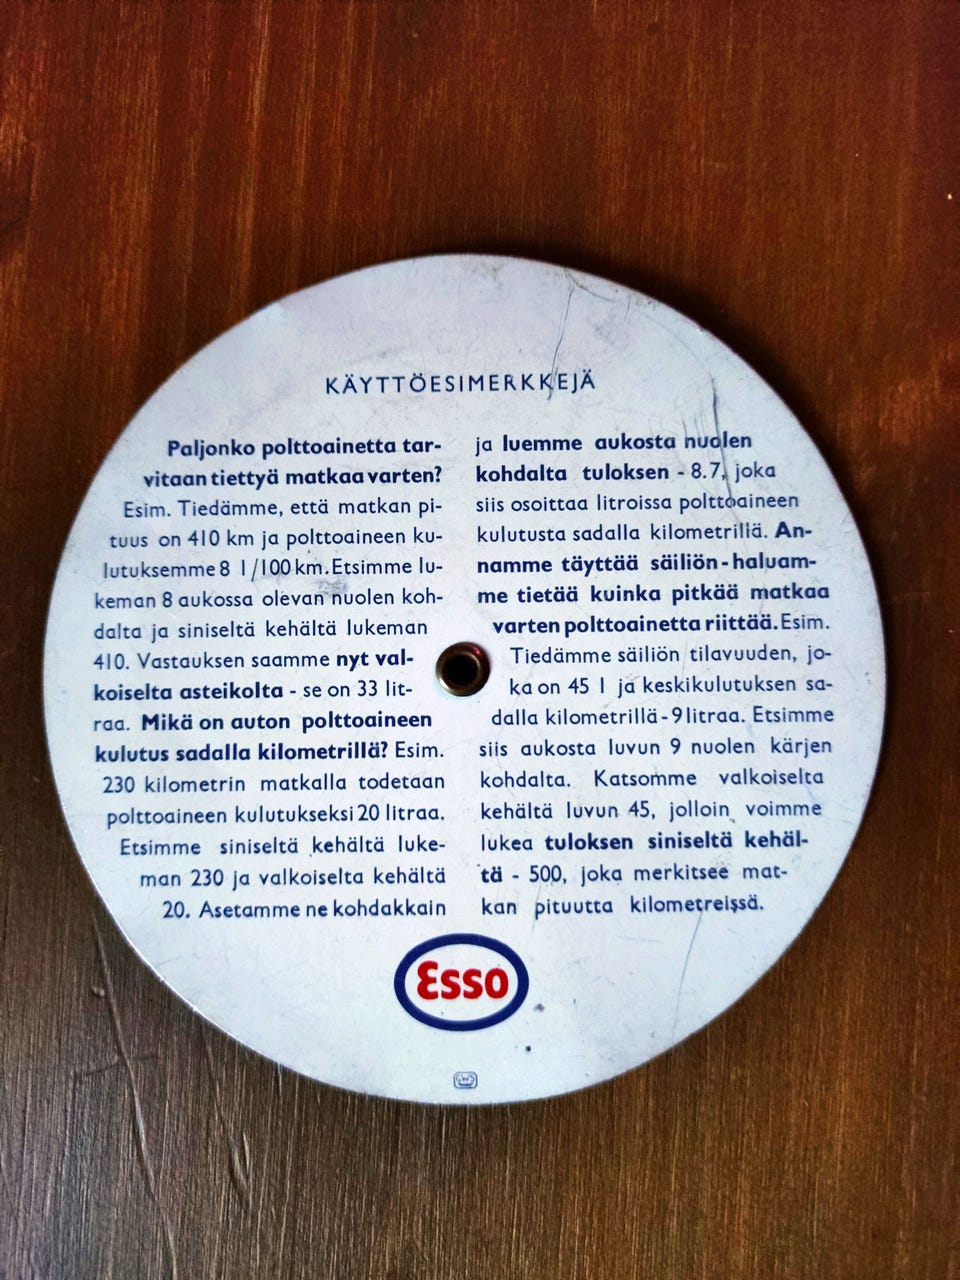 KÄYTTÖESIMERKKEJÄ
Paljonko polttoainetta tar-
vitaan tiettyä matkaa varten?
Esim. Tiedämme, että matkan pi-
tuus on 410 km ja polttoaineen ku-
lutuksemme 8 l/100 km. Etsimme lu-
keman 8 aukossa olevan nuolen koh-
dalta ja siniseltä kehältä lukeman
410. Vastauksen saamme nyt val-
koiselta asteikolta - se on 33 lit-
raa. Mikä on auton polttoaineen
kulutus sadalla kilometrillä? Esim.
230 kilometrin matkalla todetaan
polttoaineen kulutukseksi 20 litraa.
Etsimme siniseltä kehältä luke-
man 230 ja valkoiselta kehältä
20. Asetamme ne kohdakkain
ja luemme aukosta nuolen
kohdalta tuloksen - 8.7, joka
siis osoittaa litroissa polttoaineen
kulutusta sadalla kilometrillä. An-
namme täyttää säiliön - haluam-
me tietää kuinka pitkää matkaa
varten polttoainetta riittää. Esim.
Tiedämme säiliön tilavuuden, jo-
ka on 45 l ja keskikulutuksen sa-
dalla kilometrillä - 9 litraa. Etsimme
siis aukosta luvun 9 nuolen kärjen
kohdalta. Katsomme valkoiselta
kehältä luvun 45, jolloin voimme
lukea tuloksen siniseltä kehäl-
tä - 500, joka merkitsee mat-
kan pituutta kilometreissä.
Esso
GWS